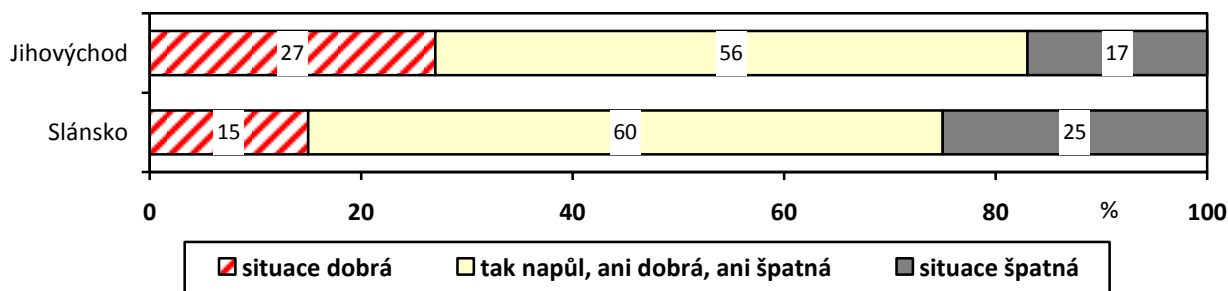 Jihovýchod 27 56 17
Slánsko 15 60 25
0 20 40 60 80 % 100
situace dobrá tak napůl, ani dobrá, ani špatná situace špatná